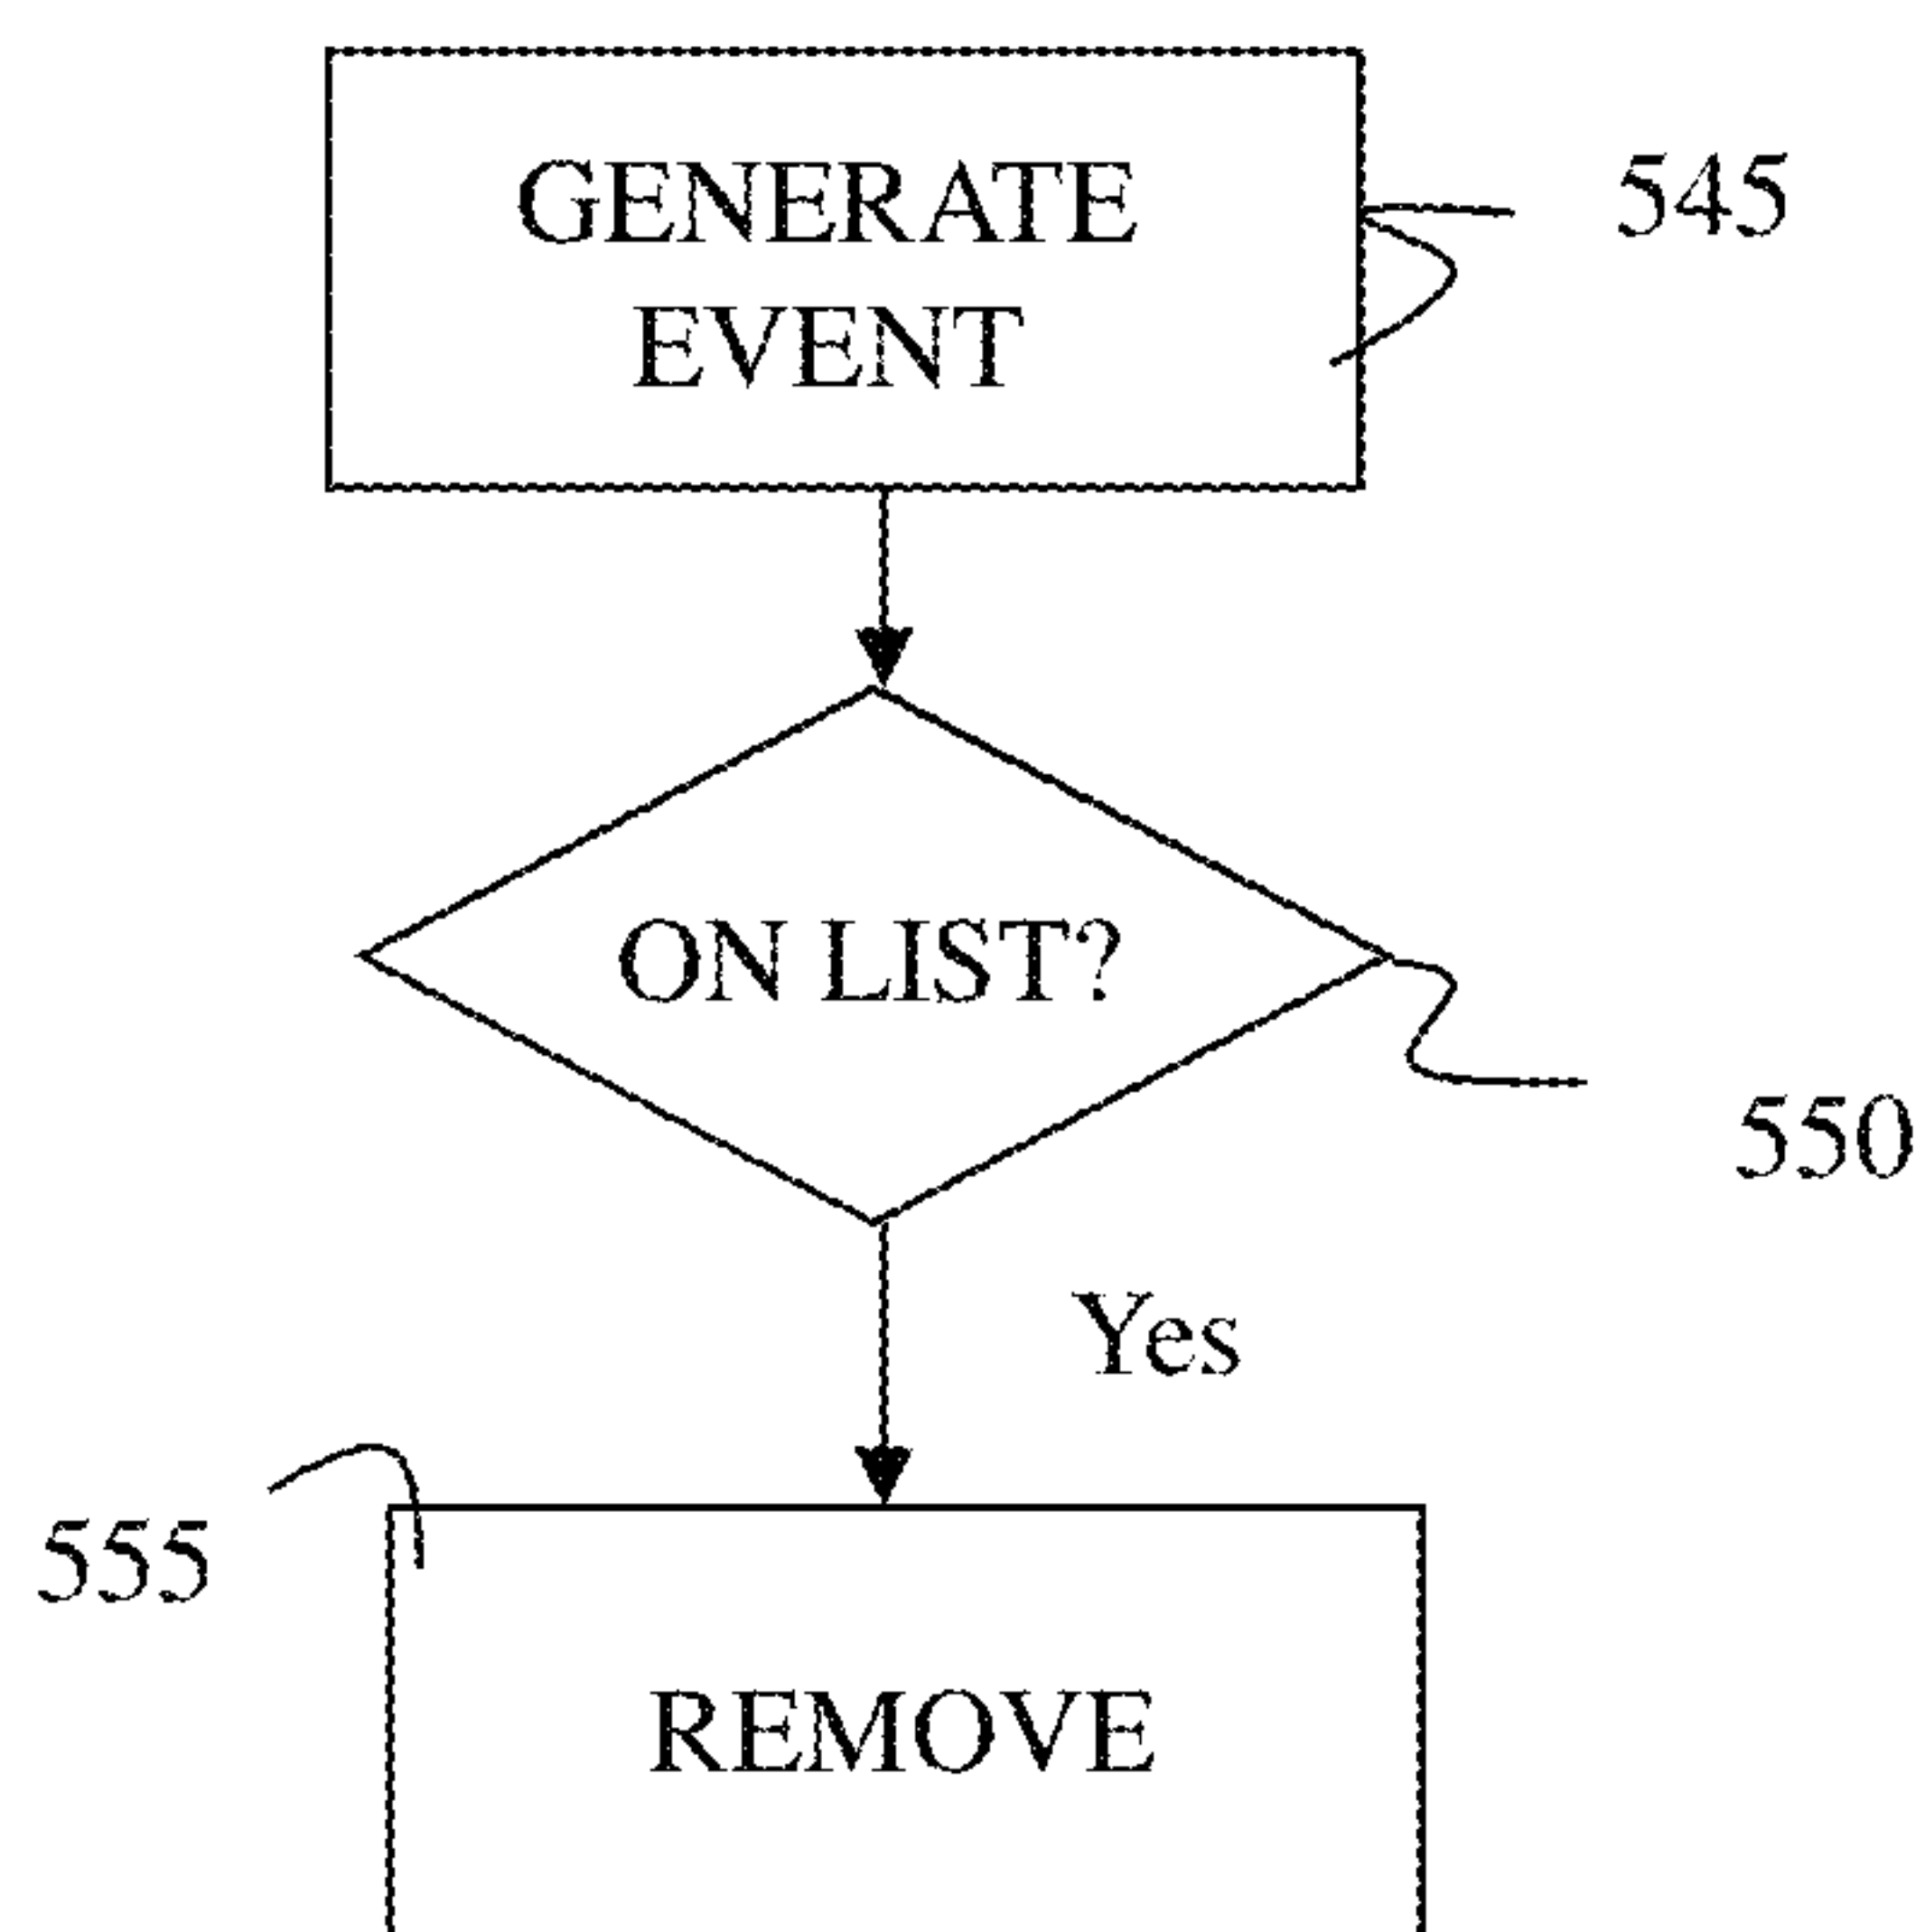 GENERATE
EVENT
545
ON LIST?
550
Yes
555
REMOVE